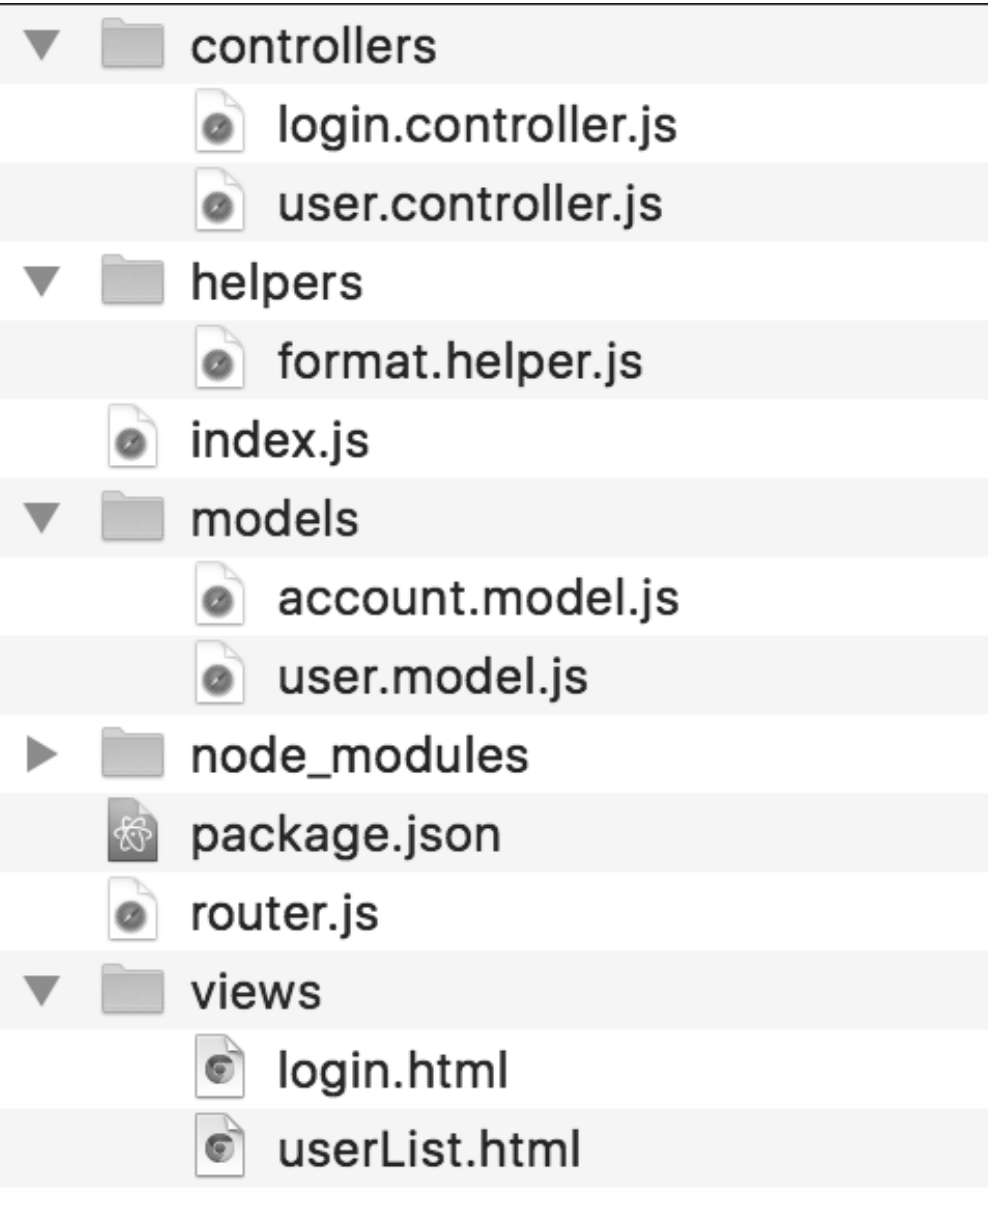 controllers
login.controller.js
user.controller.js
helpers
format.helper.js
index.js
models
account.model.js
user.model.js
node_modules
package.json
router.js
views
login.html
userList.html